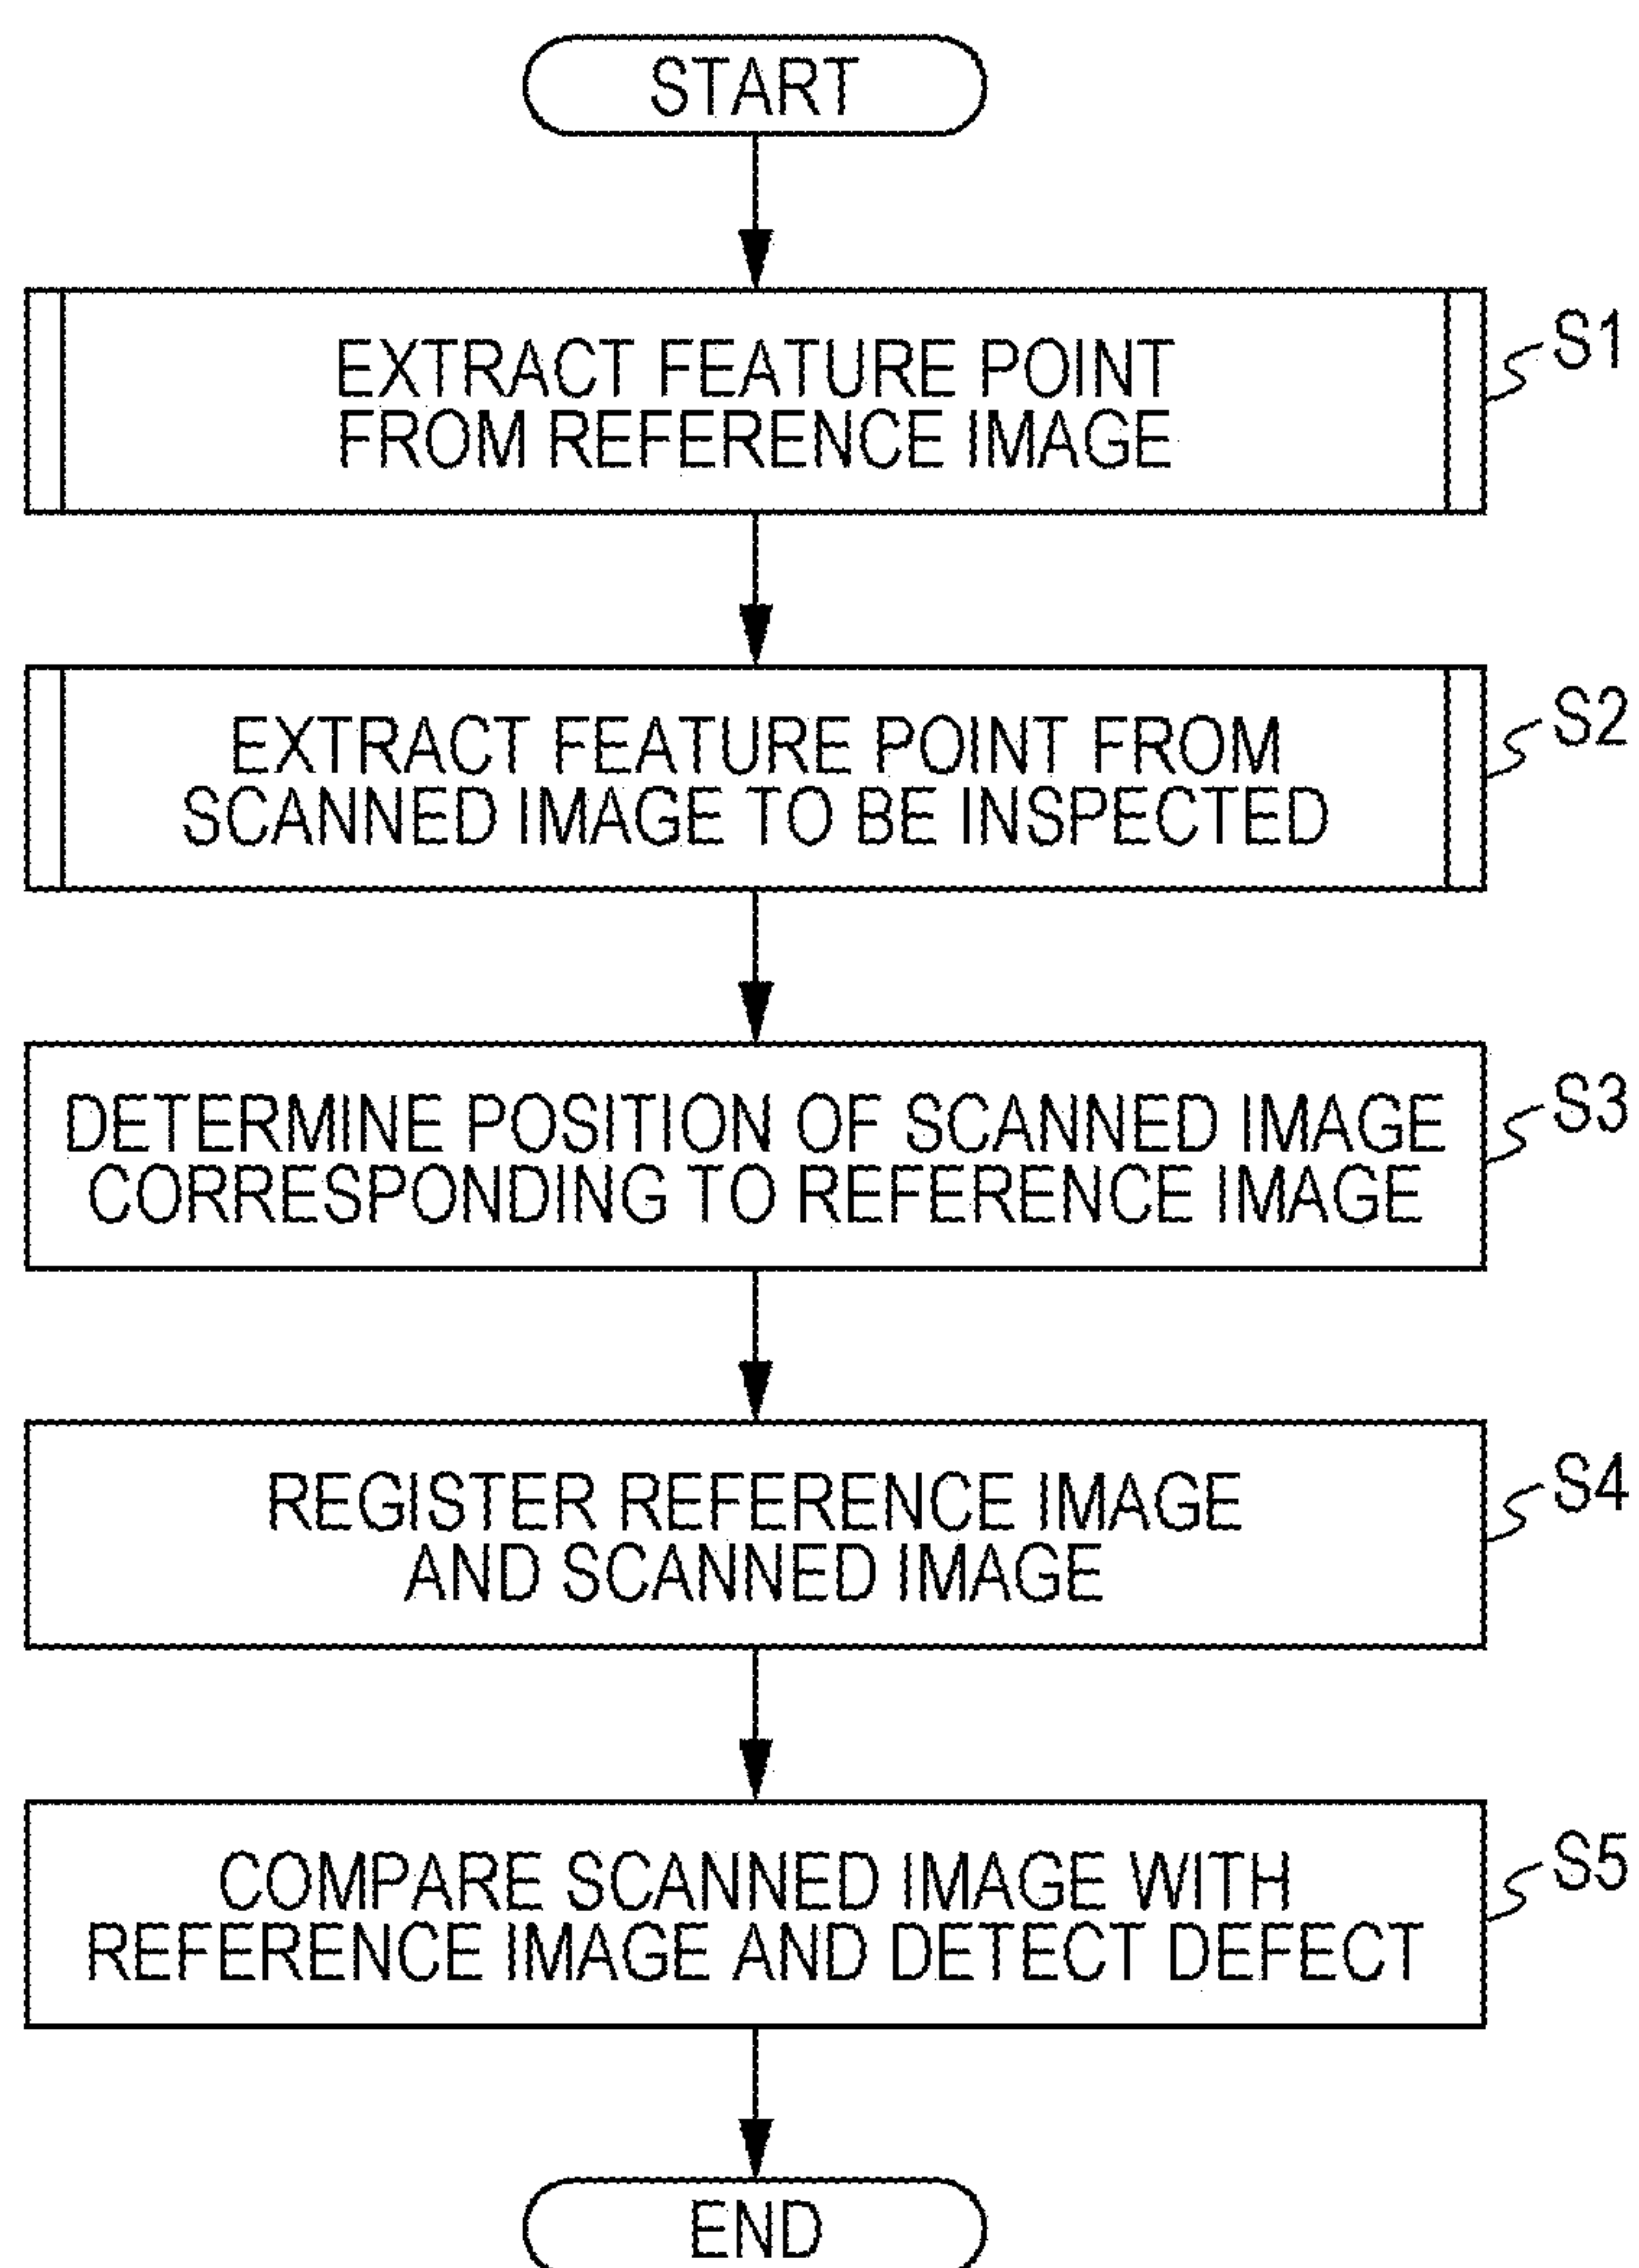 START
EXTRACT FEATURE POINT
FROM REFERENCE IMAGE
S1
EXTRACT FEATURE POINT FROM
SCANNED IMAGE TO BE INSPECTED
S2
DETERMINE POSITION OF SCANNED IMAGE
CORRESPONDING TO REFERENCE IMAGE
S3
REGISTER REFERENCE IMAGE
AND SCANNED IMAGE
S4
COMPARE SCANNED IMAGE WITH
REFERENCE IMAGE AND DETECT DEFECT
S5
END